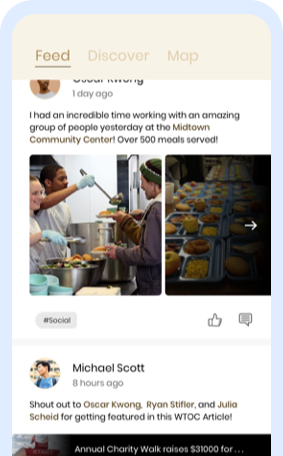 Feed Discover Map
Oscar Kwong
1 day ago
I had an incredible time working with an amazing
group of people yesterday at the Midtown
Community Center! Over 500 meals served!
#Social
Michael Scott
8 hours ago
Shout out to Oscar Kwong, Ryan Stifler, and Julia
Scheid for getting featured in this WTOC Article!
Annual Charity Walk raises $31000 for ...